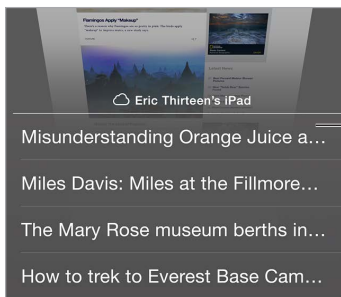 Flamingos Apply "Makeup"
Eric Thirteen's iPad
Misunderstanding Orange Juice a...
Miles Davis: Miles at the Fillmore...
The Mary Rose museum berths in...
How to trek to Everest Base Cam...